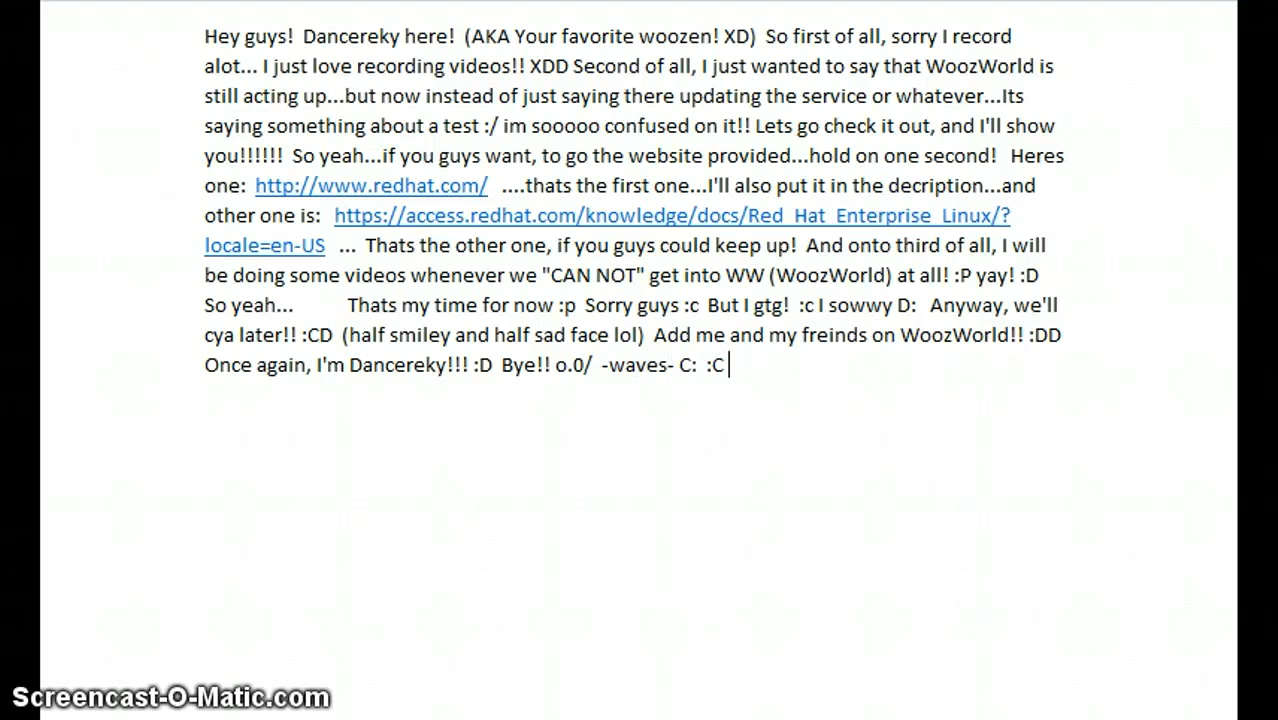 Hey guys!  Dancereky here!  (AKA Your favorite woozen! XD)  So first of all, sorry I record
alot... I just love recording videos!! XDD Second of all, I just wanted to say that WoozWorld is
still acting up...but now instead of just saying there updating the service or whatever...Its
saying something about a test :/ im sooooo confused on it!! Lets go check it out, and I'll show
you!!!!!!  So yeah...if you guys want, to go the website provided...hold on one second!   Heres
one:  http://www.redhat.com/   ....thats the first one...I'll also put it in the decription...and
other one is:   https://access.redhat.com/knowledge/docs/Red_Hat_Enterprise_Linux/?
locale=en-US   ...  Thats the other one, if you guys could keep up!  And onto third of all, I will
be doing some videos whenever we "CAN NOT" get into WW (WoozWorld) at all! :P yay! :D
So yeah...          Thats my time for now :p  Sorry guys :c  But I gtg!  :c I sowwy D:   Anyway, we'll
cya later!! :CD  (half smiley and half sad face lol)  Add me and my freinds on WoozWorld!! :DD
Once again, I'm Dancereky!!! :D  Bye!! o.0/  -waves- C:  :C
Screencast-O-Matic.com